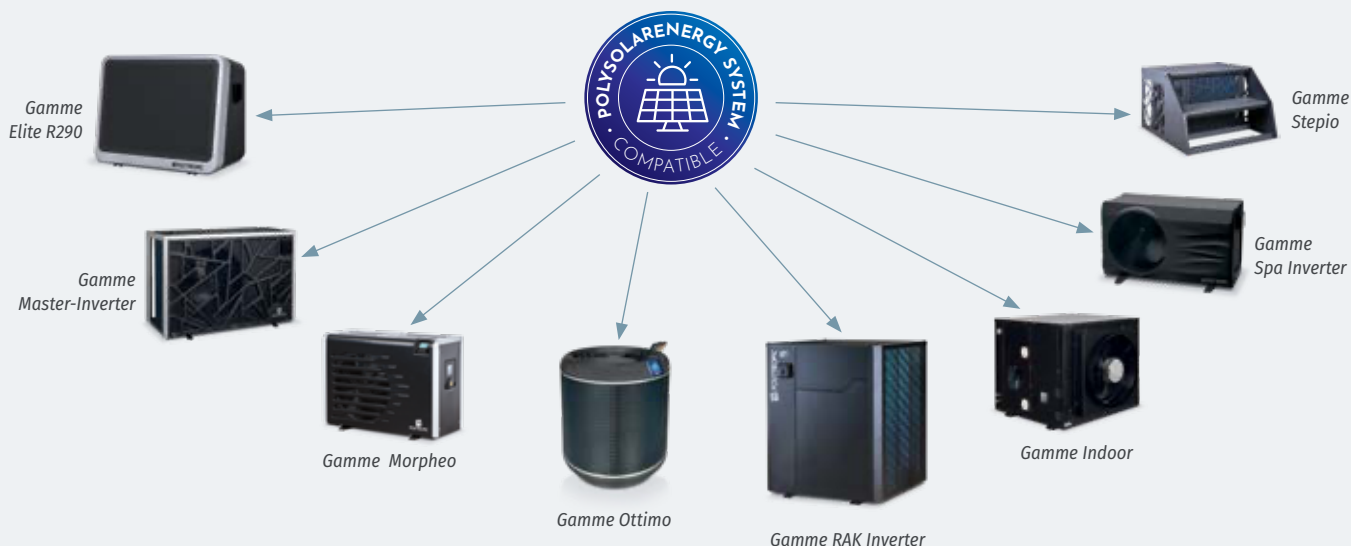 POLYSOLARENERGY SYSTEM
COMPATIBLE
Gamme
Elite R290
Gamme
Stepio
Gamme
Master-Inverter
Gamme
Spa Inverter
Gamme Morpheo
Gamme Indoor
Gamme Ottimo
Gamme RAK Inverter